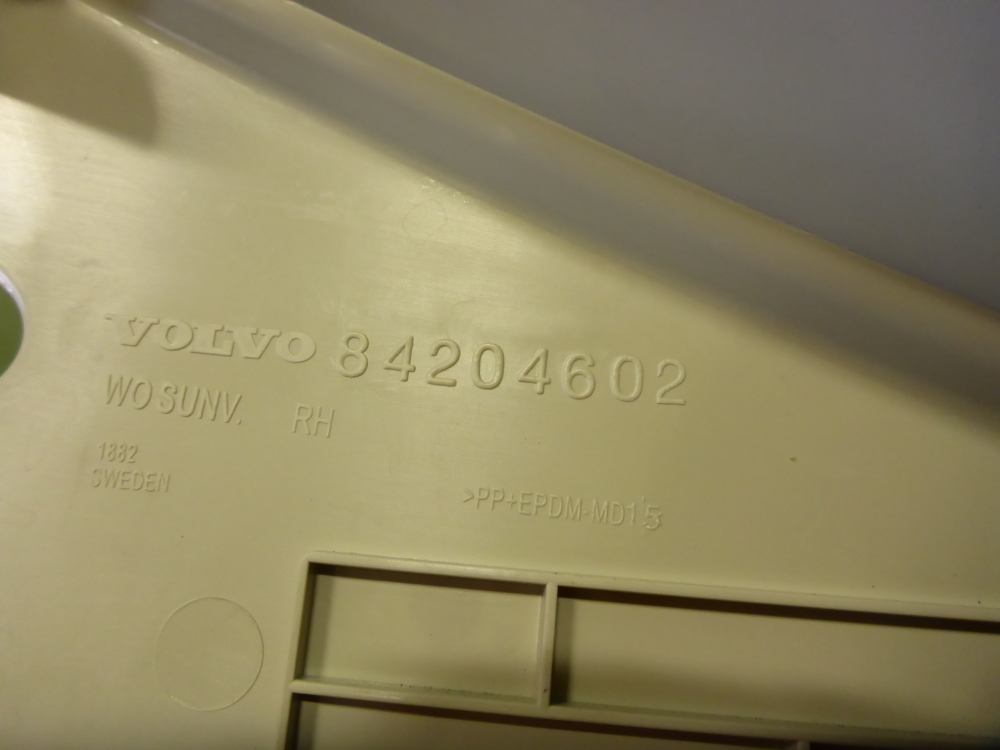 VOLVO 84204602
WO SUNV. RH
1882
SWEDEN
>PP+EPDM-MD15